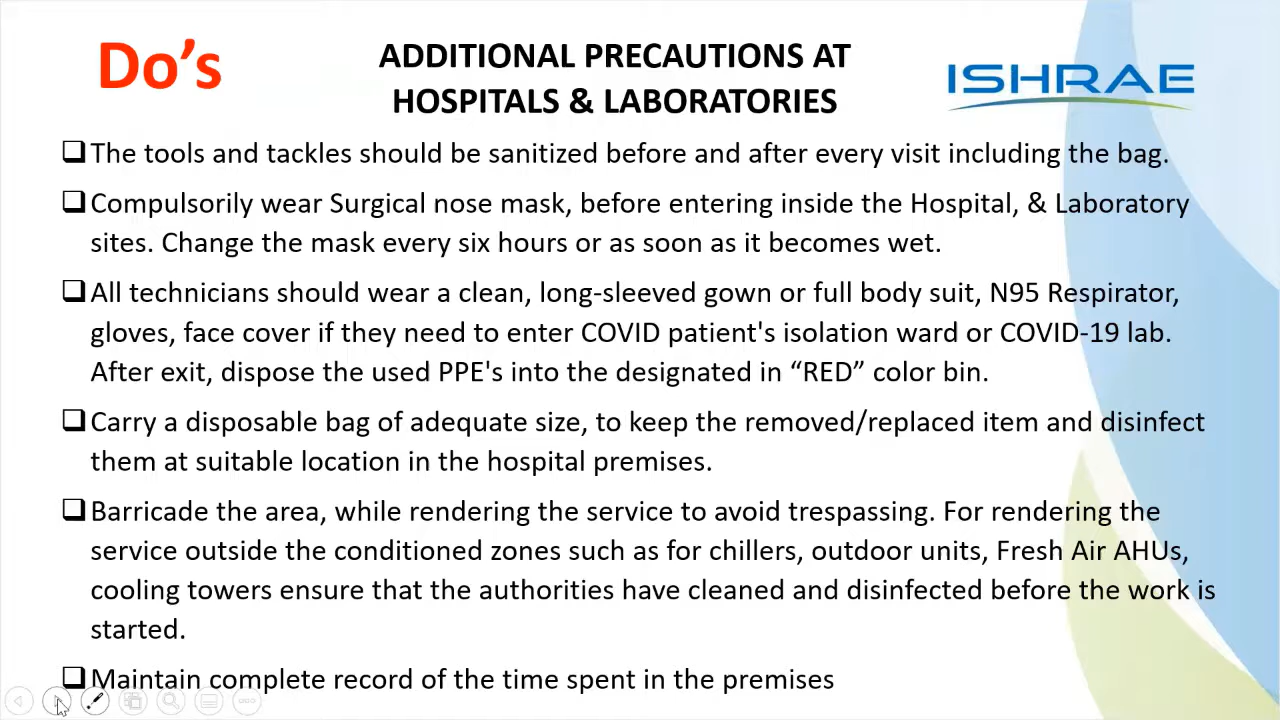 Do’s
ADDITIONAL PRECAUTIONS AT
HOSPITALS & LABORATORIES
ISHRAE
The tools and tackles should be sanitized before and after every visit including the bag.
Compulsorily wear Surgical nose mask, before entering inside the Hospital, & Laboratory
sites. Change the mask every six hours or as soon as it becomes wet.
All technicians should wear a clean, long-sleeved gown or full body suit, N95 Respirator,
gloves, face cover if they need to enter COVID patient's isolation ward or COVID-19 lab.
After exit, dispose the used PPE's into the designated in “RED” color bin.
Carry a disposable bag of adequate size, to keep the removed/replaced item and disinfect
them at suitable location in the hospital premises.
Barricade the area, while rendering the service to avoid trespassing. For rendering the
service outside the conditioned zones such as for chillers, outdoor units, Fresh Air AHUs,
cooling towers ensure that the authorities have cleaned and disinfected before the work is
started.
Maintain complete record of the time spent in the premises